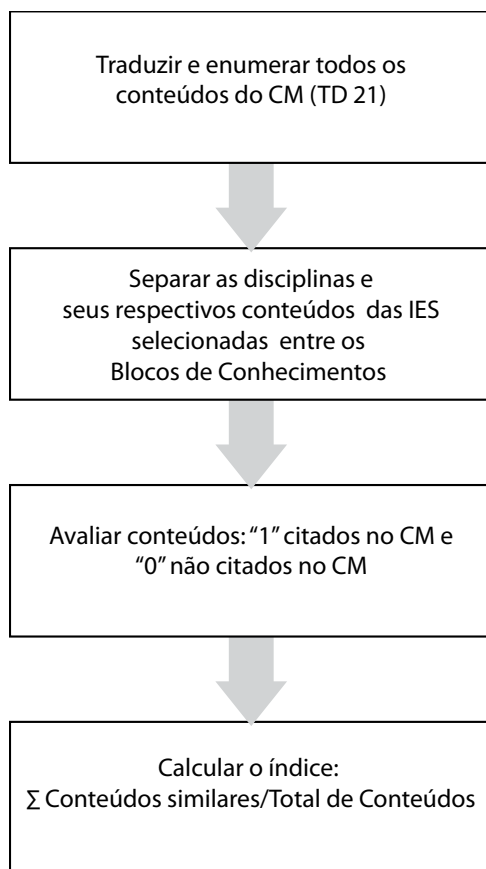 Traduzir e enumerar todos os
conteúdos do CM (TD 21)
Separar as disciplinas e
seus respectivos conteúdos das IES
selecionadas entre os
Blocos de Conhecimentos
Avaliar conteúdos: “1” citados no CM e
“0” não citados no CM
Calcular o índice:
Σ Conteúdos similares/Total de Conteúdos